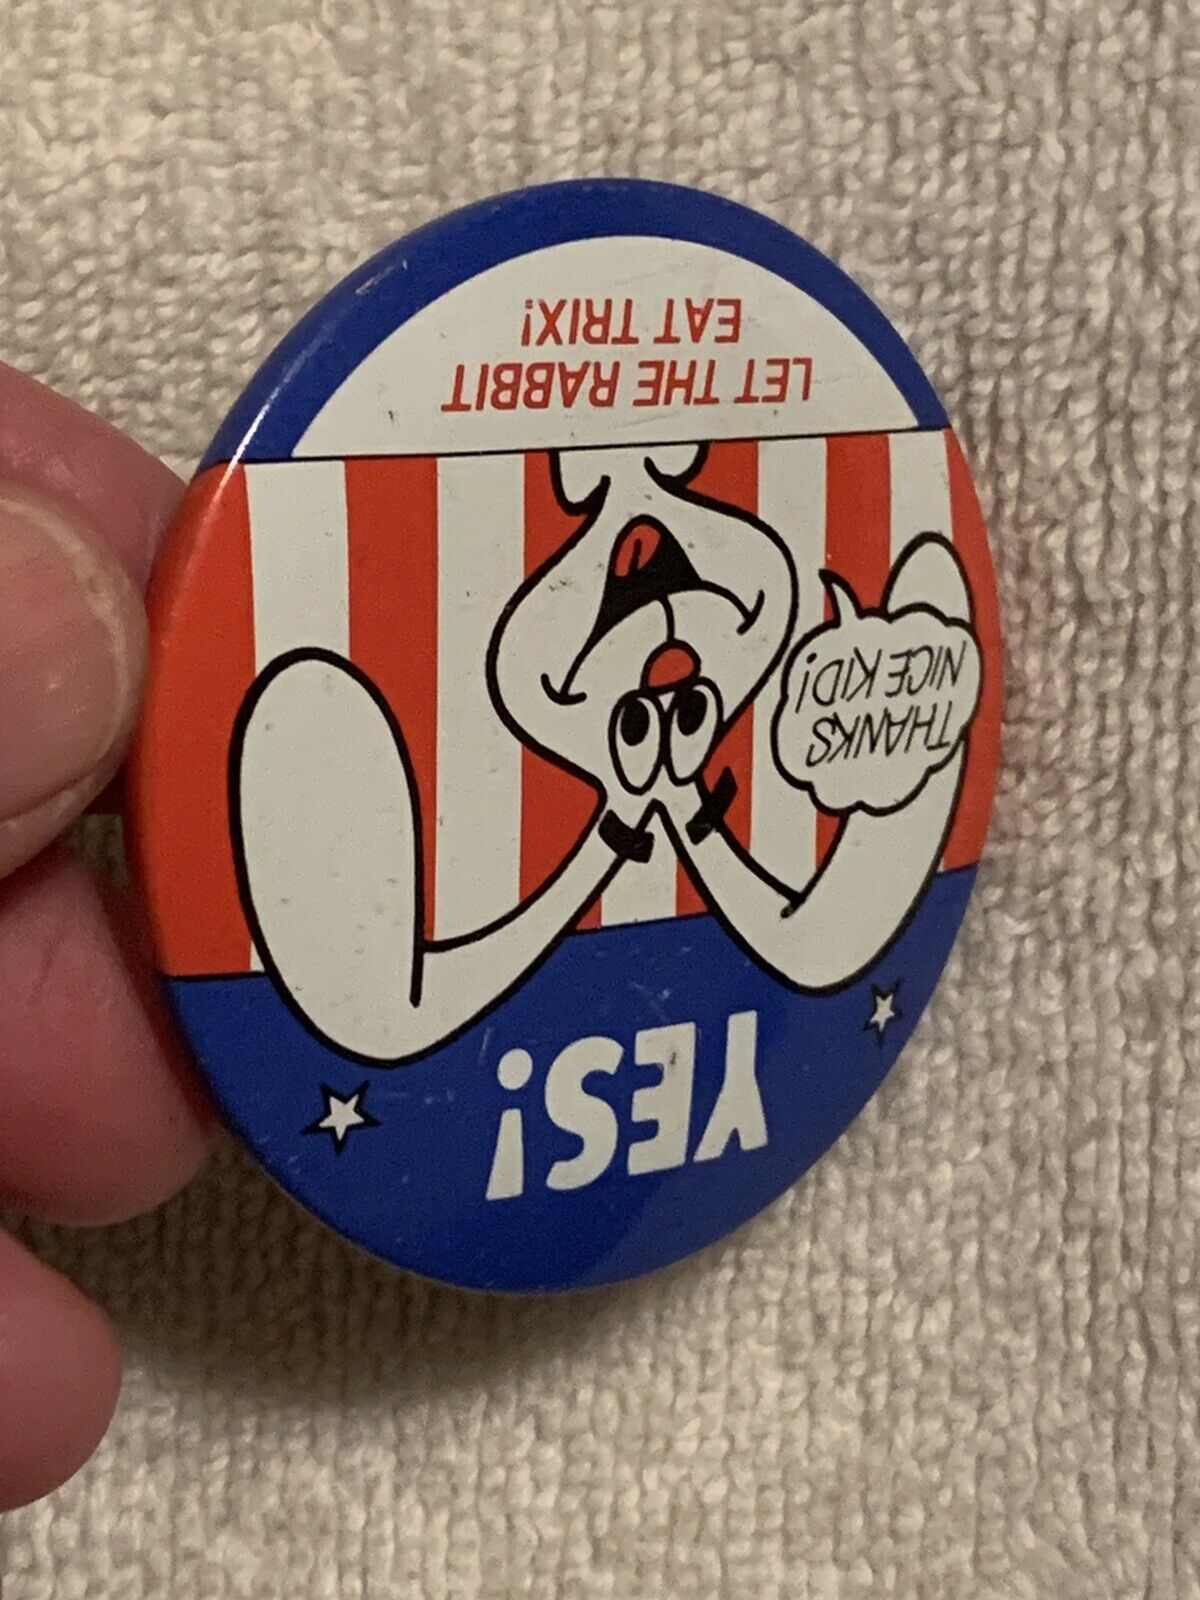 YES!
THANKS
NICE KID!
LET THE RABBIT
EAT TRIX!